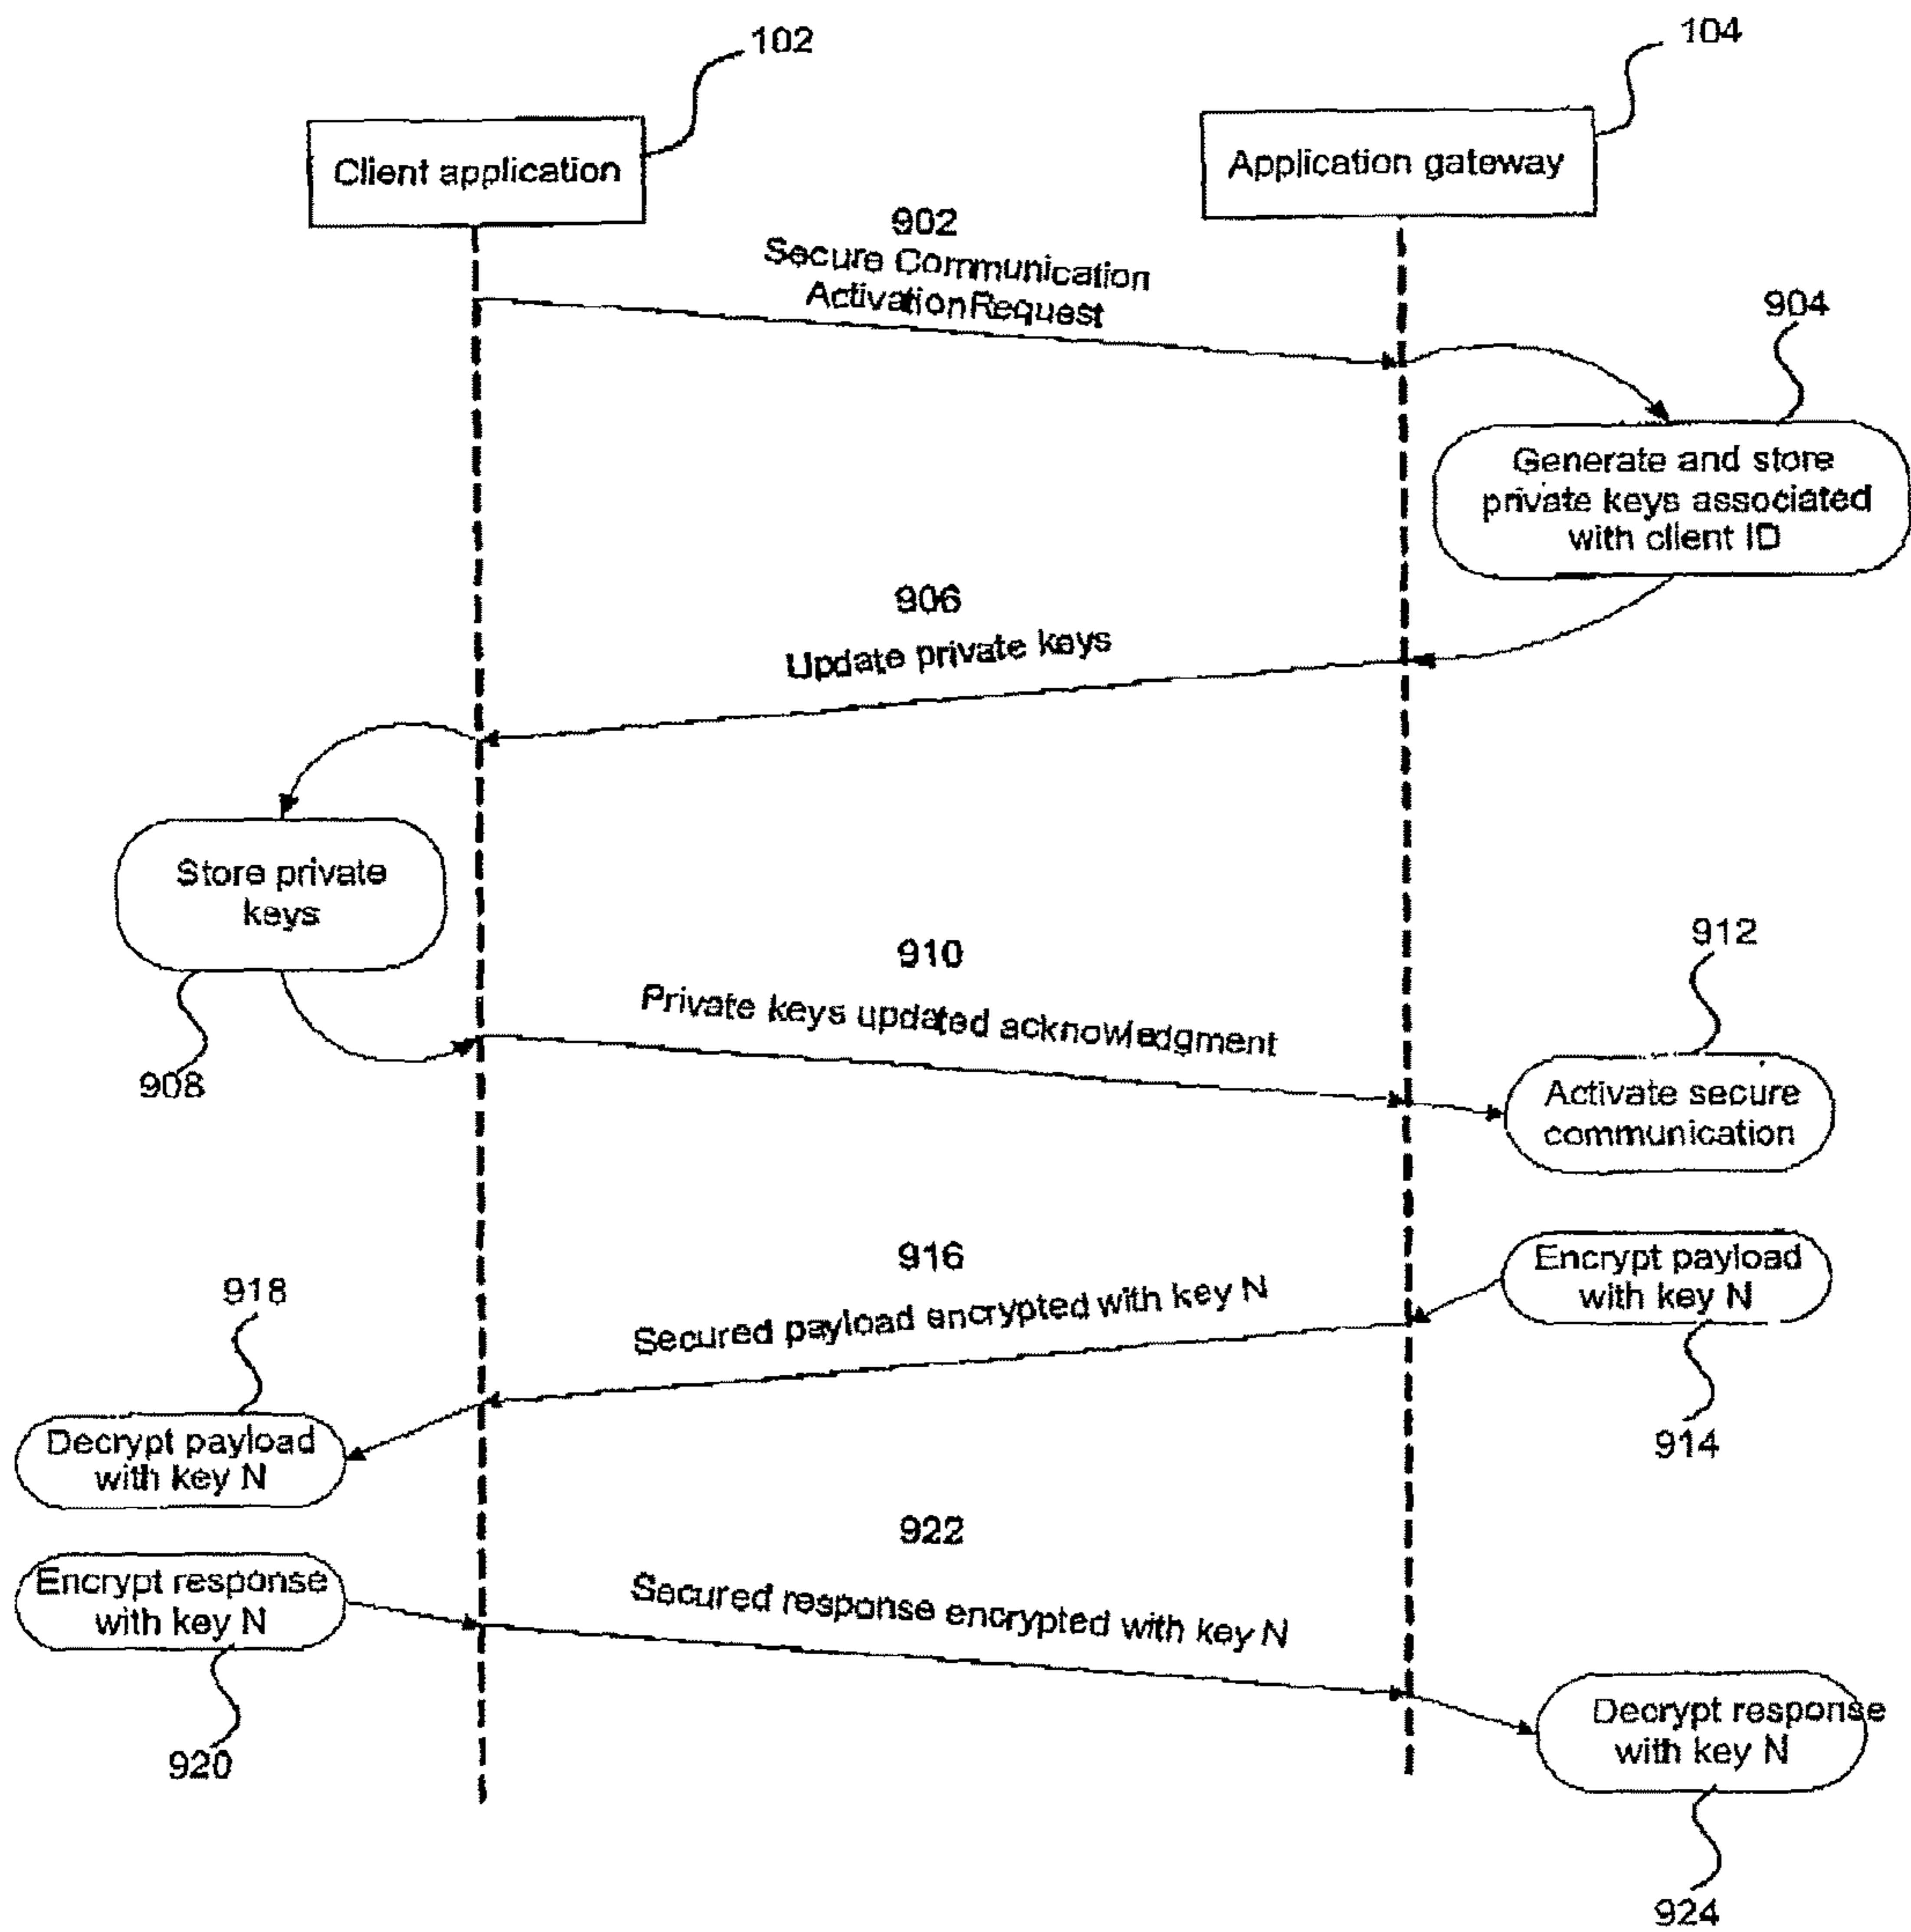 102
104
Client application
Application gateway
902
Secure Communication
Activation Request
904
Generate and store
private keys associated
with client ID
906
Update private keys
Store private
keys
908
910
Private keys updated acknowledgment
912
Activate secure
communication
916
Secured payload encrypted with key N
Encrypt payload
with key N
914
918
Decrypt payload
with key N
922
Secured response encrypted with key N
Encrypt response
with key N
920
Decrypt response
with key N
924